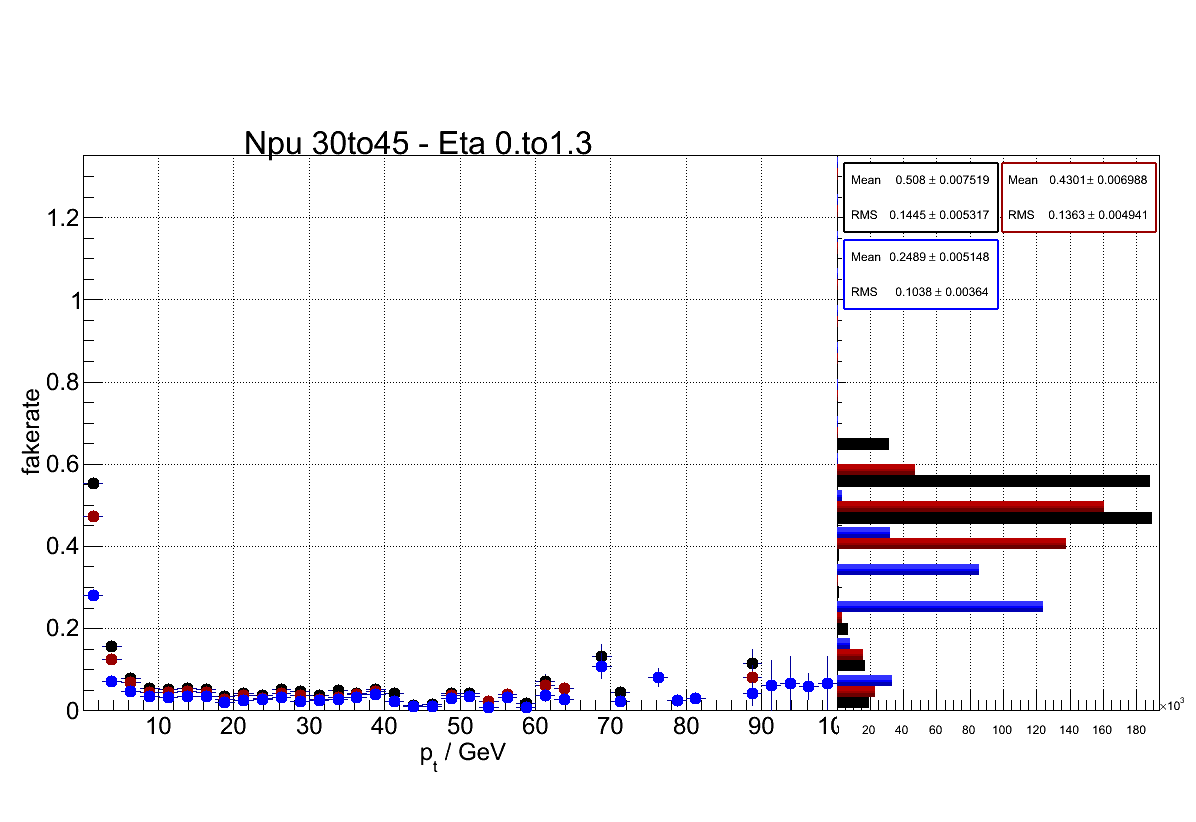 Npu 30to45 - Eta 0.to1.3
Mean 0.508 ± 0.007519
RMS 0.1445 ± 0.005317
Mean 0.4301± 0.006988
RMS 0.1363 ± 0.004941
Mean 0.2489 ± 0.005148
RMS 0.1038 ± 0.00364
fakerate
1.2
1
0.8
0.6
0.4
0.2
0
10 20 30 40 50 60 70 80 90 10
20 40 60 80 100 120 140 160 180
×10³
p_t / GeV